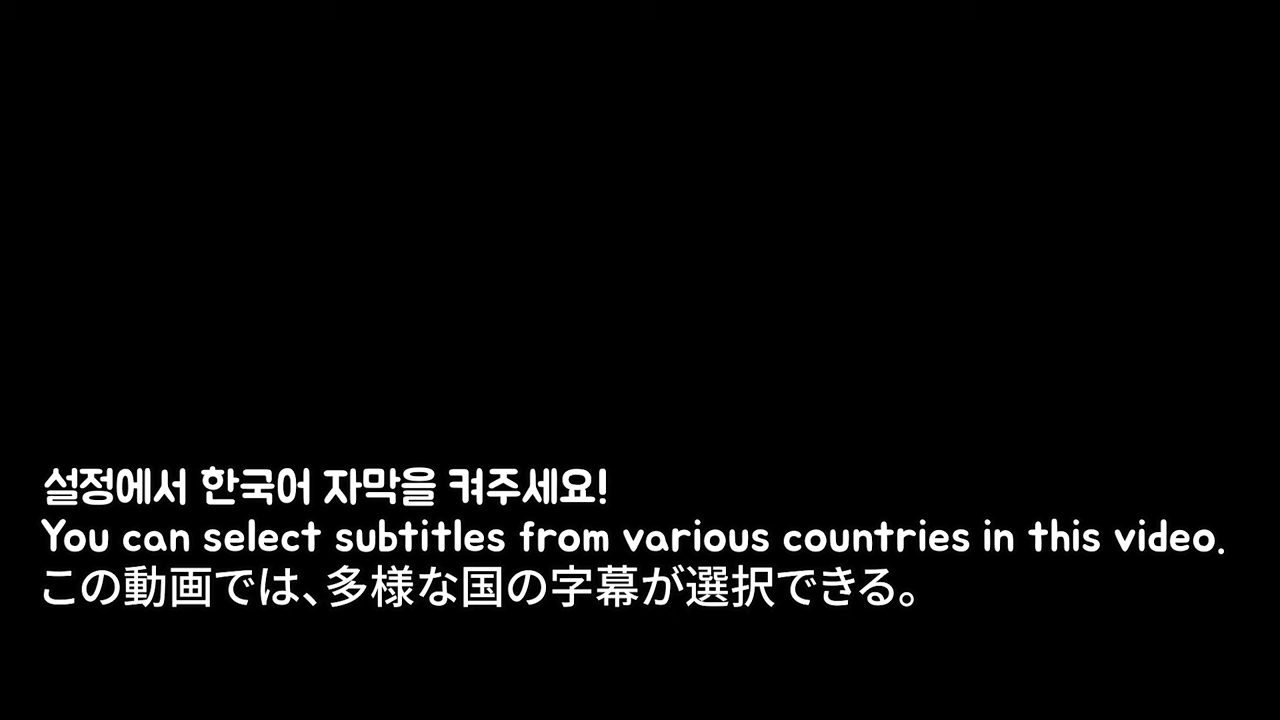 설정에서 한국어 자막을 켜주세요!
You can select subtitles from various countries in this video.
この動画では、多様な国の字幕が選択できる。